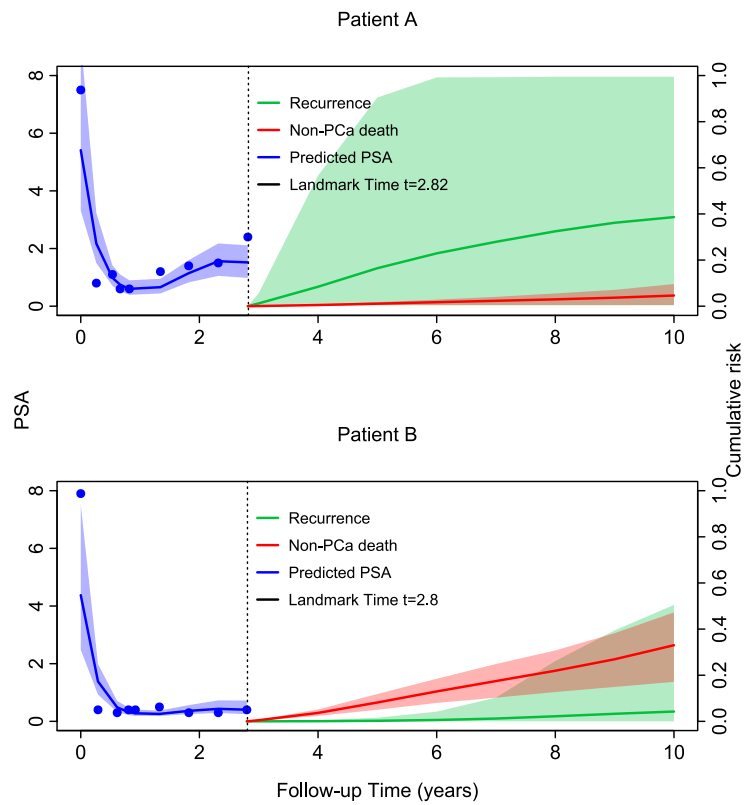 Patient A
8
6
4
2
0
1.0
0.8
0.6
0.4
0.2
0.0
Recurrence
Non-PCa death
Predicted PSA
Landmark Time t=2.82
0 2 4 6 8 10
PSA
Cumulative risk
Patient B
8
6
4
2
0
1.0
0.8
0.6
0.4
0.2
0.0
Recurrence
Non-PCa death
Predicted PSA
Landmark Time t=2.8
0 2 4 6 8 10
Follow-up Time (years)